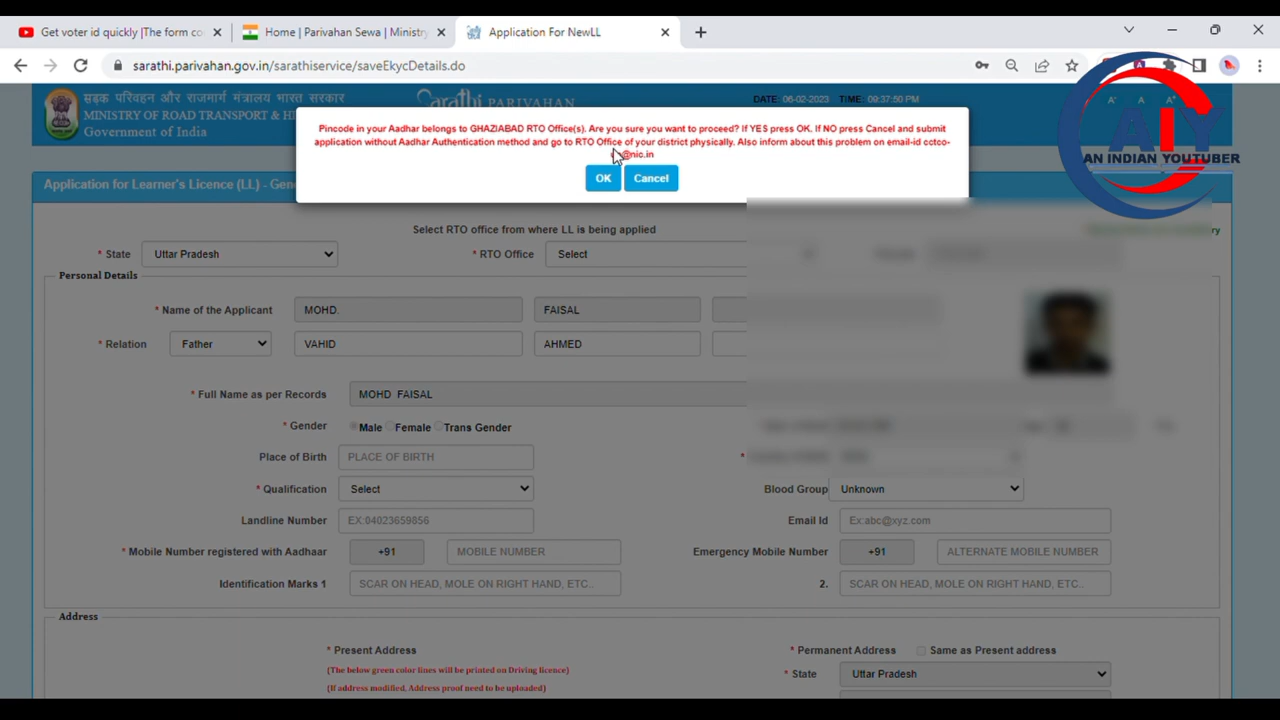 Get voter id quickly |The form co
Home | Parivahan Sewa | Ministry
Application For NewLL
sarathi.parivahan.gov.in/sarathiservice/saveEkycDetails.do
सड़क परिवहन और राजमार्ग मंत्रालय भारत सरकार
MINISTRY OF ROAD TRANSPORT & HI
Government of India
Sarathi PARIVAHAN
DATE: 06-02-2023 TIME: 09:37:50 PM
A- A A+
AIY
AN INDIAN YOUTUBER
Pincode in your Aadhar belongs to GHAZIABAD RTO Office(s). Are you sure you want to proceed? If YES press OK. If NO press Cancel and submit
application without Aadhar Authentication method and go to RTO Office of your district physically. Also inform about this problem on email-id cctco-
@nic.in
OK Cancel
Application for Learner's Licence (LL) - Gen
Select RTO office from where LL is being applied
* State Uttar Pradesh * RTO Office Select
Personal Details
* Name of the Applicant MOHD. FAISAL
* Relation Father VAHID AHMED
* Full Name as per Records MOHD FAISAL
* Gender Male Female Trans Gender
Place of Birth PLACE OF BIRTH *
* Qualification Select Blood Group Unknown
Landline Number EX:04023659856 Email Id Ex:abc@xyz.com
* Mobile Number registered with Aadhaar +91 MOBILE NUMBER Emergency Mobile Number +91 ALTERNATE MOBILE NUMBER
Identification Marks 1 SCAR ON HEAD, MOLE ON RIGHT HAND, ETC.. 2. SCAR ON HEAD, MOLE ON RIGHT HAND, ETC..
Address
* Present Address * Permanent Address Same as Present address
(The below green color lines will be printed on Driving licence)
* State Uttar Pradesh
(If address modified, Address proof need to be uploaded)